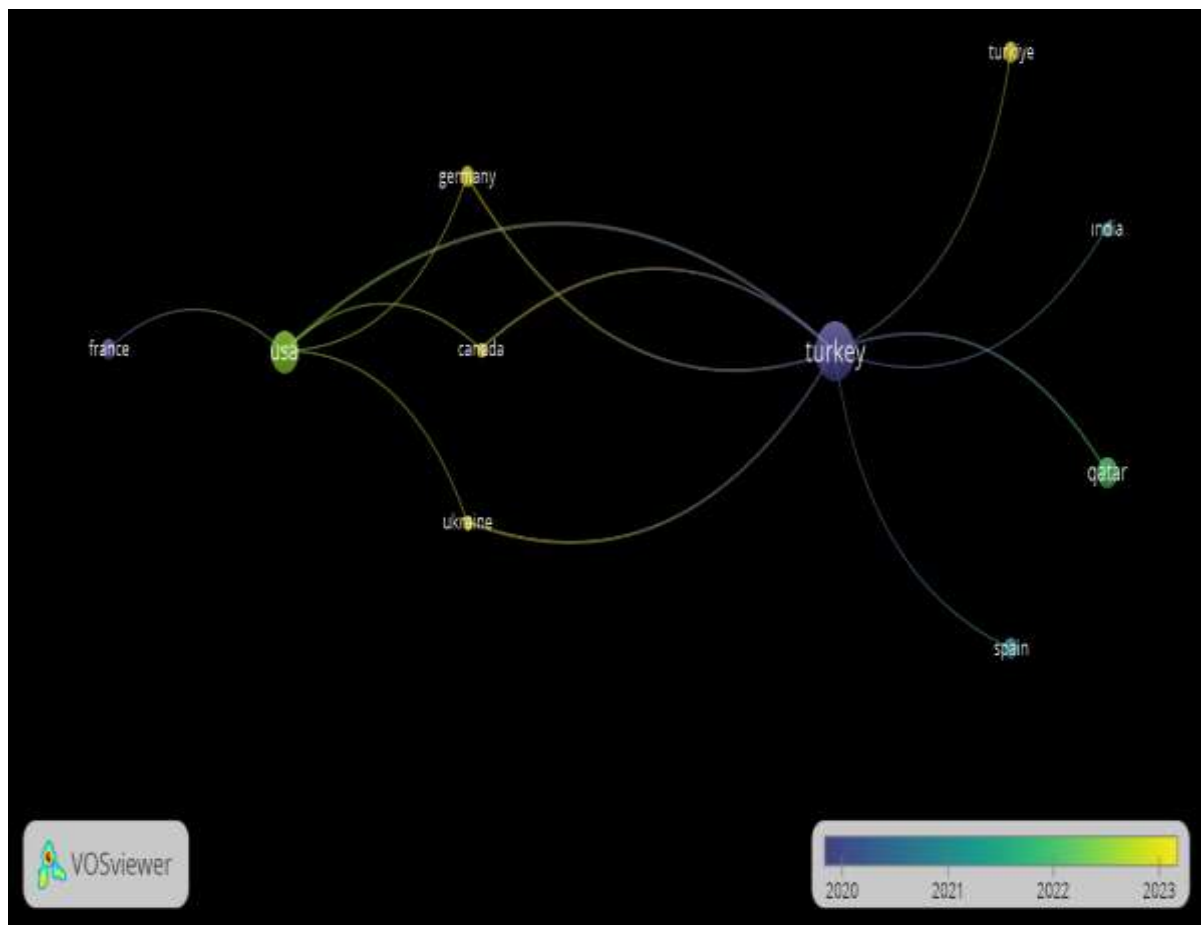 turkiye
germany
india
france
usa
canada
turkey
qatar
ukraine
spain
VOSviewer
2020 2021 2022 2023